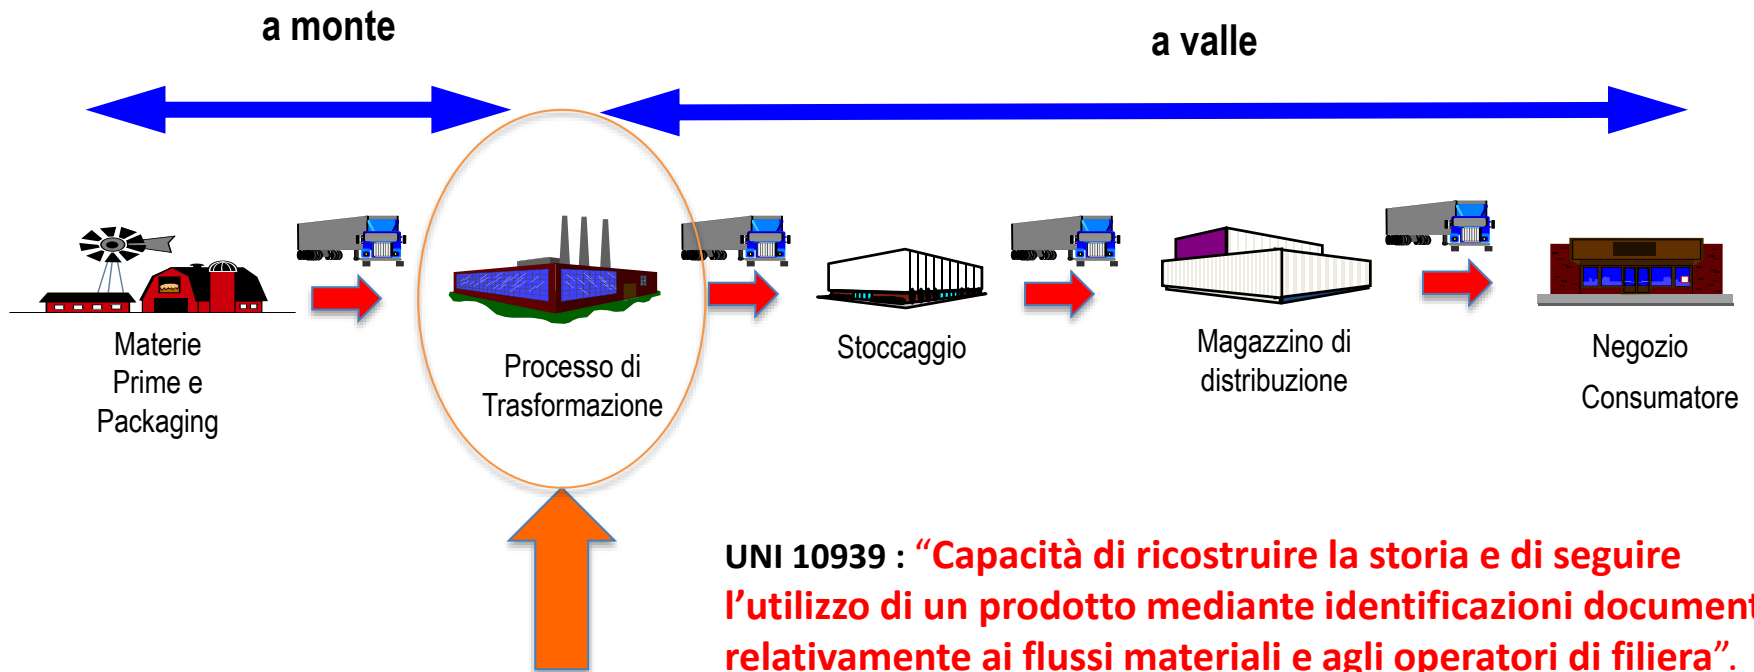 a monte
a valle
Materie
Prime e
Packaging
Processo di
Trasformazione
Stoccaggio
Magazzino di
distribuzione
Negozio
Consumatore
UNI 10939 : “Capacità di ricostruire la storia e di seguire
l’utilizzo di un prodotto mediante identificazioni
relativamente ai flussi materiali e agli operatori di filiera”.